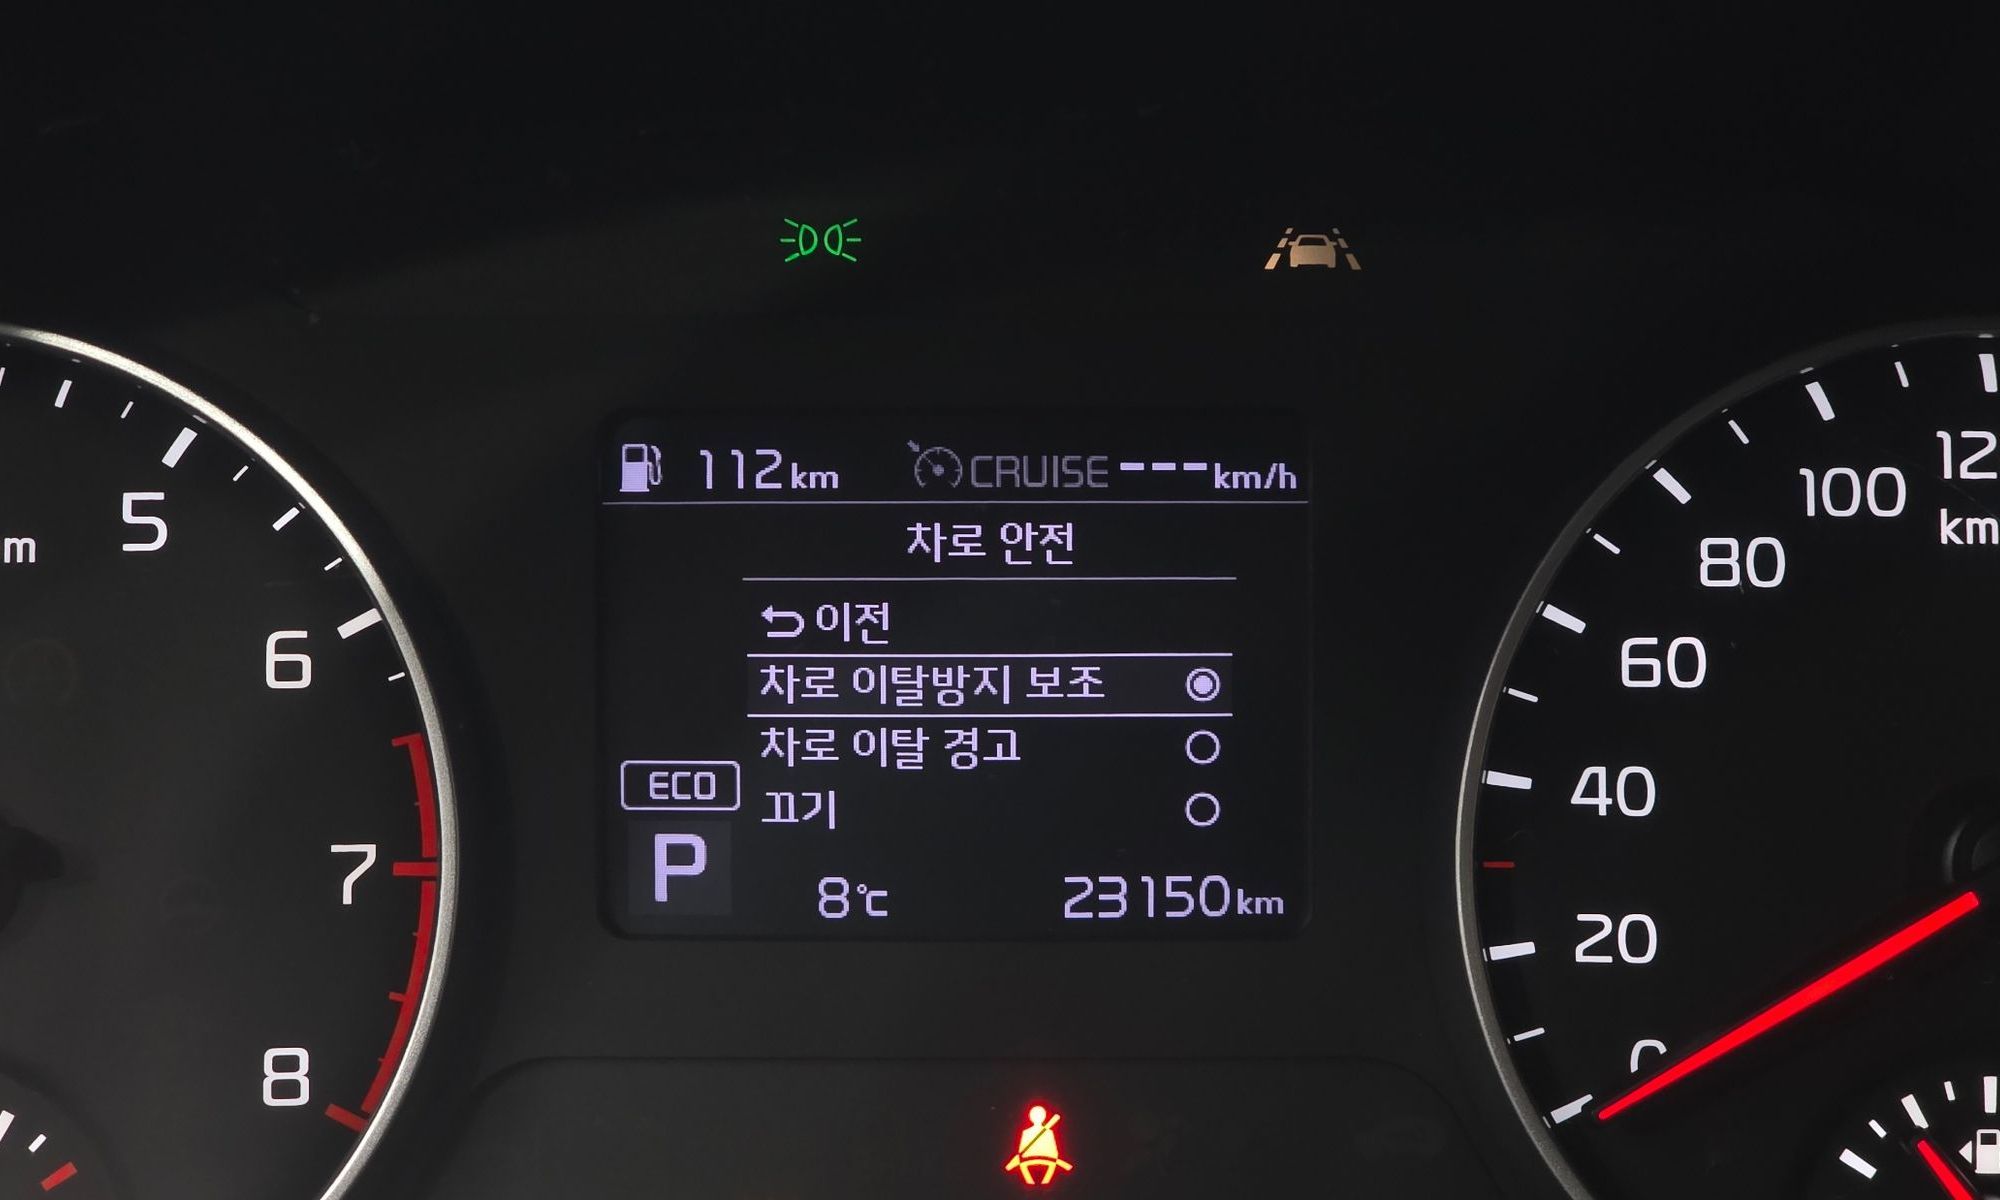 112km CRUISE---km/h
차로 안전
이전
차로 이탈방지 보조
차로 이탈 경고
끄기
ECO
P
8℃ 23150km
m
5
6
7
8
12
km
100
80
60
40
20
0